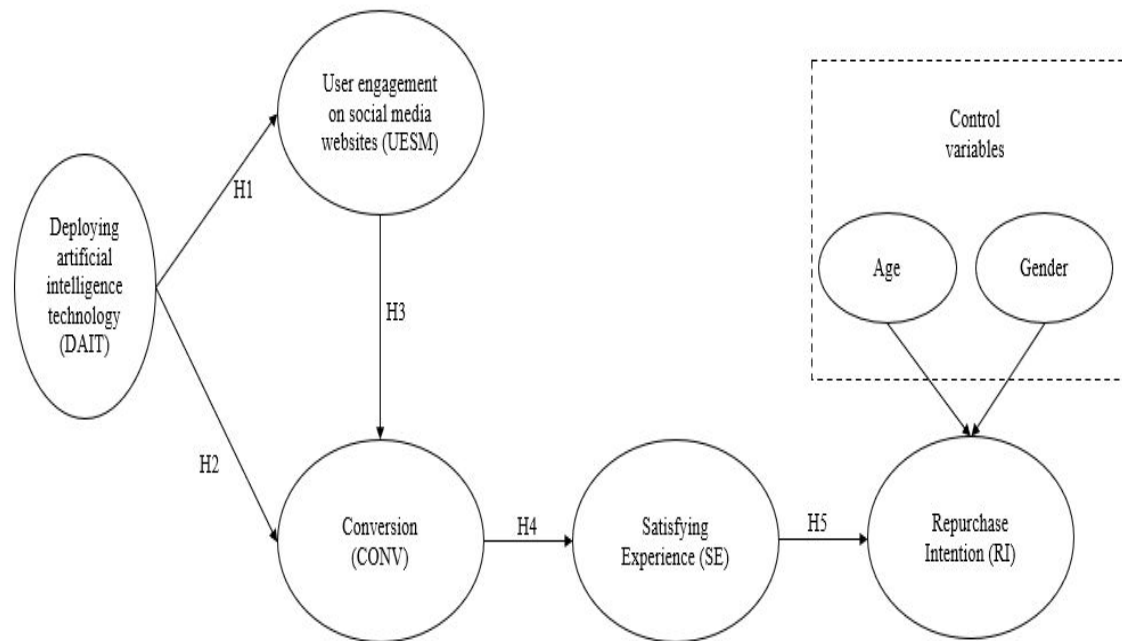 User engagement
on social media
websites (UESM)
Control
variables
H1
Deploying
artificial
intelligence
technology
(DAIT)
Age
Gender
H3
H2
Conversion
(CONV)
H4
Satisfying
Experience (SE)
H5
Repurchase
Intention (RI)